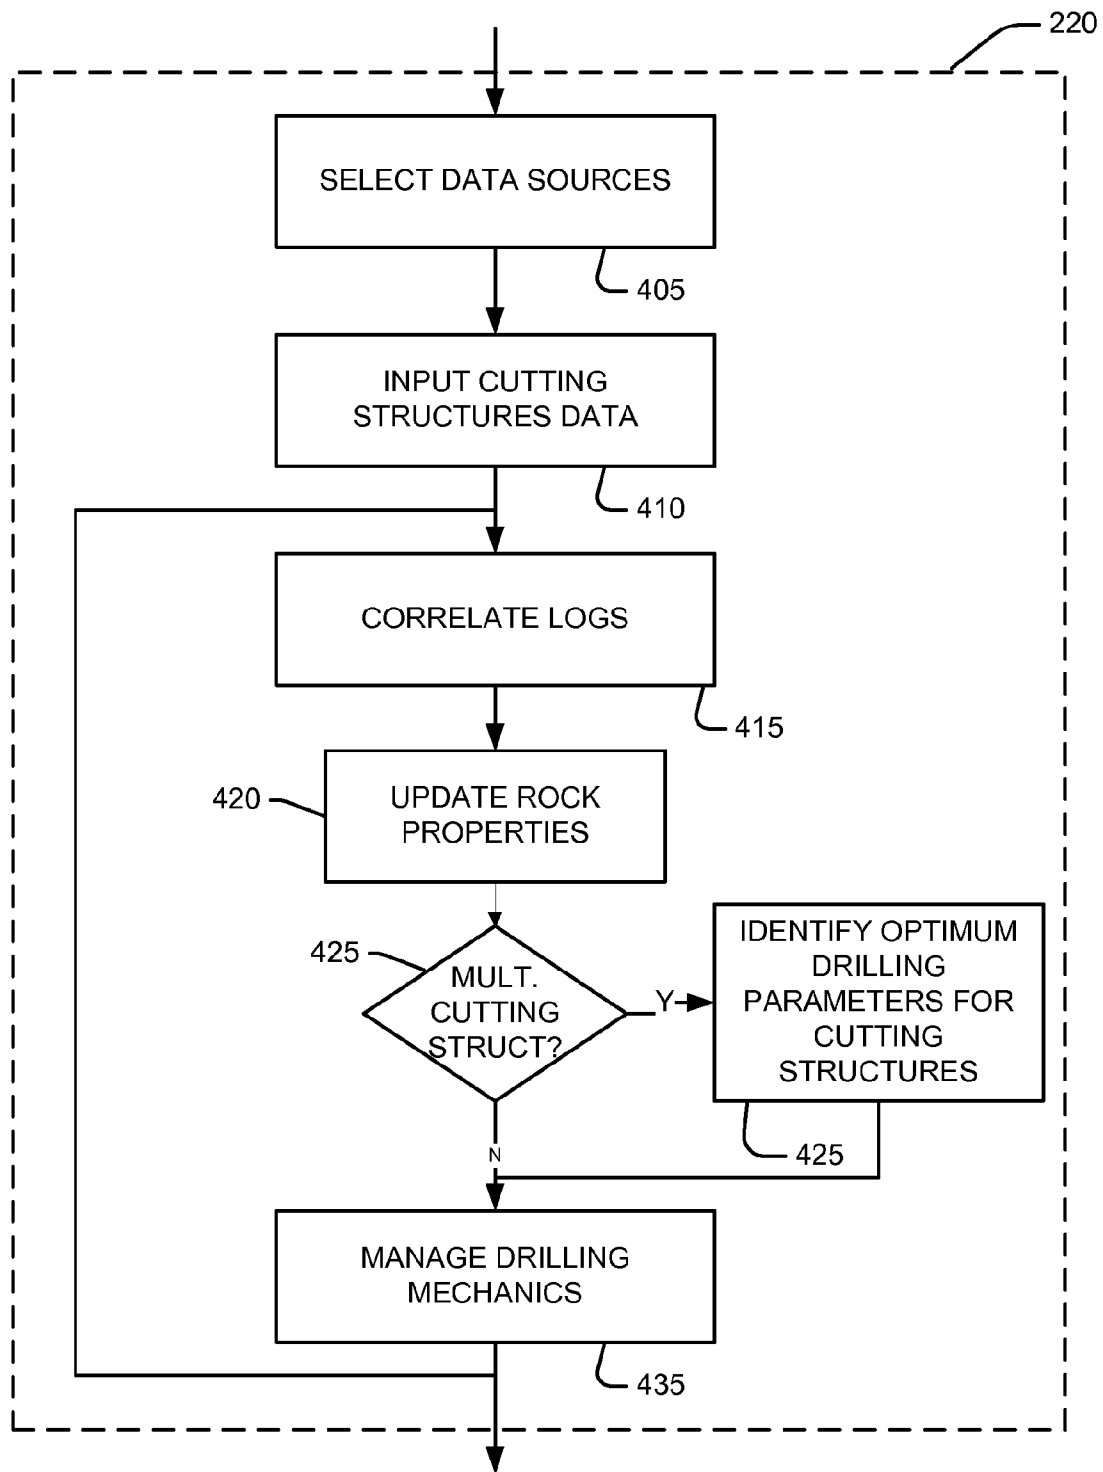 220
SELECT DATA SOURCES
405
INPUT CUTTING
STRUCTURES DATA
410
CORRELATE LOGS
415
420
UPDATE ROCK
PROPERTIES
425
MULT.
CUTTING
STRUCT?
Y
IDENTIFY OPTIMUM
DRILLING
PARAMETERS FOR
CUTTING
STRUCTURES
425
N
MANAGE DRILLING
MECHANICS
435